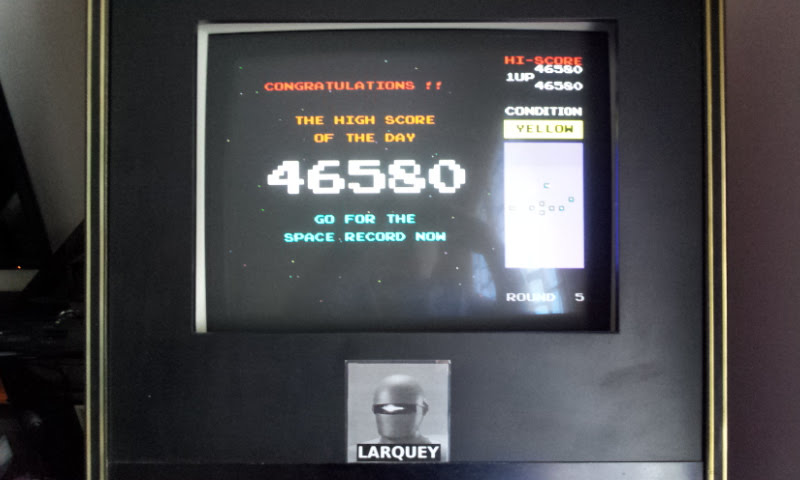 CONGRATULATIONS !!
THE HIGH SCORE
OF THE DAY
46580
GO FOR THE
SPACE RECORD NOW
HI-SCORE
46580
1UP
46580
CONDITION
YELLOW
ROUND 5
LARQUEY